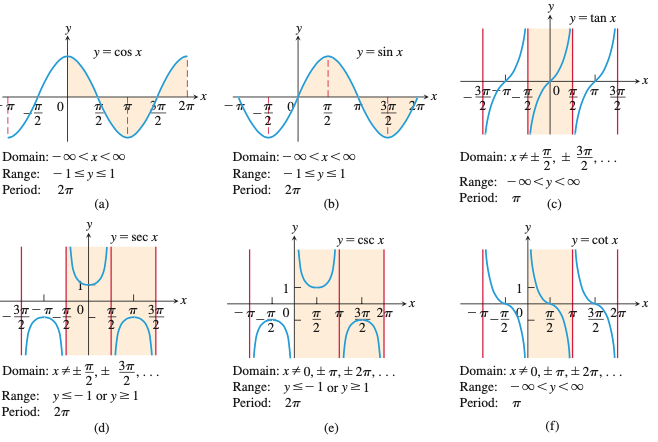 y
y = cos x
x
-π -π/2 0 π/2 π 3π/2 2π
Domain: -∞ < x < ∞
Range: -1 ≤ y ≤ 1
Period: 2π
(a)
y
y = sin x
x
-π -π/2 0 π/2 π 3π/2 2π
Domain: -∞ < x < ∞
Range: -1 ≤ y ≤ 1
Period: 2π
(b)
y
y = tan x
x
-3π/2 -π -π/2 0 π/2 π 3π/2
Domain: x ≠ ± π/2, ± 3π/2, . . .
Range: -∞ < y < ∞
Period: π
(c)
y
y = sec x
1
x
-3π/2 -π -π/2 0 π/2 π 3π/2
Domain: x ≠ ± π/2, ± 3π/2, . . .
Range: y ≤ -1 or y ≥ 1
Period: 2π
(d)
y
y = csc x
1
x
-π -π/2 0 π/2 π 3π/2 2π
Domain: x ≠ 0, ± π, ± 2π, . . .
Range: y ≤ -1 or y ≥ 1
Period: 2π
(e)
y
y = cot x
1
x
-π -π/2 0 π/2 π 3π/2 2π
Domain: x ≠ 0, ± π, ± 2π, . . .
Range: -∞ < y < ∞
Period: π
(f)